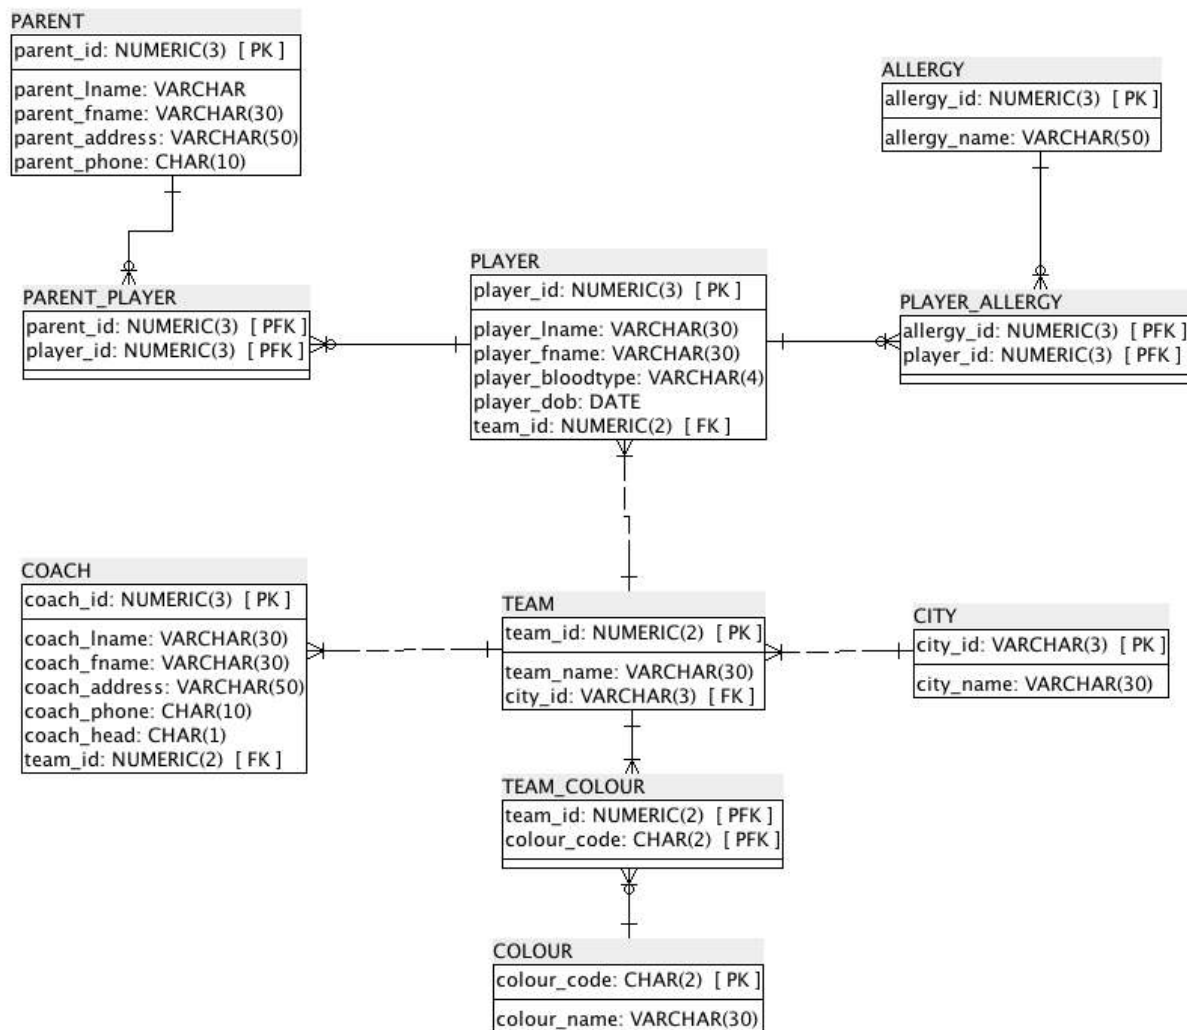 PARENT
parent_id: NUMERIC(3) [ PK ]
parent_lname: VARCHAR
parent_fname: VARCHAR(30)
parent_address: VARCHAR(50)
parent_phone: CHAR(10)
ALLERGY
allergy_id: NUMERIC(3) [ PK ]
allergy_name: VARCHAR(50)
PARENT_PLAYER
parent_id: NUMERIC(3) [ PFK ]
player_id: NUMERIC(3) [ PFK ]
PLAYER
player_id: NUMERIC(3) [ PK ]
player_lname: VARCHAR(30)
player_fname: VARCHAR(30)
player_bloodtype: VARCHAR(4)
player_dob: DATE
team_id: NUMERIC(2) [ FK ]
PLAYER_ALLERGY
allergy_id: NUMERIC(3) [ PFK ]
player_id: NUMERIC(3) [ PFK ]
COACH
coach_id: NUMERIC(3) [ PK ]
coach_lname: VARCHAR(30)
coach_fname: VARCHAR(30)
coach_address: VARCHAR(50)
coach_phone: CHAR(10)
coach_head: CHAR(1)
team_id: NUMERIC(2) [ FK ]
TEAM
team_id: NUMERIC(2) [ PK ]
team_name: VARCHAR(30)
city_id: VARCHAR(3) [ FK ]
CITY
city_id: VARCHAR(3) [ PK ]
city_name: VARCHAR(30)
TEAM_COLOUR
team_id: NUMERIC(2) [ PFK ]
colour_code: CHAR(2) [ PFK ]
COLOUR
colour_code: CHAR(2) [ PK ]
colour_name: VARCHAR(30)